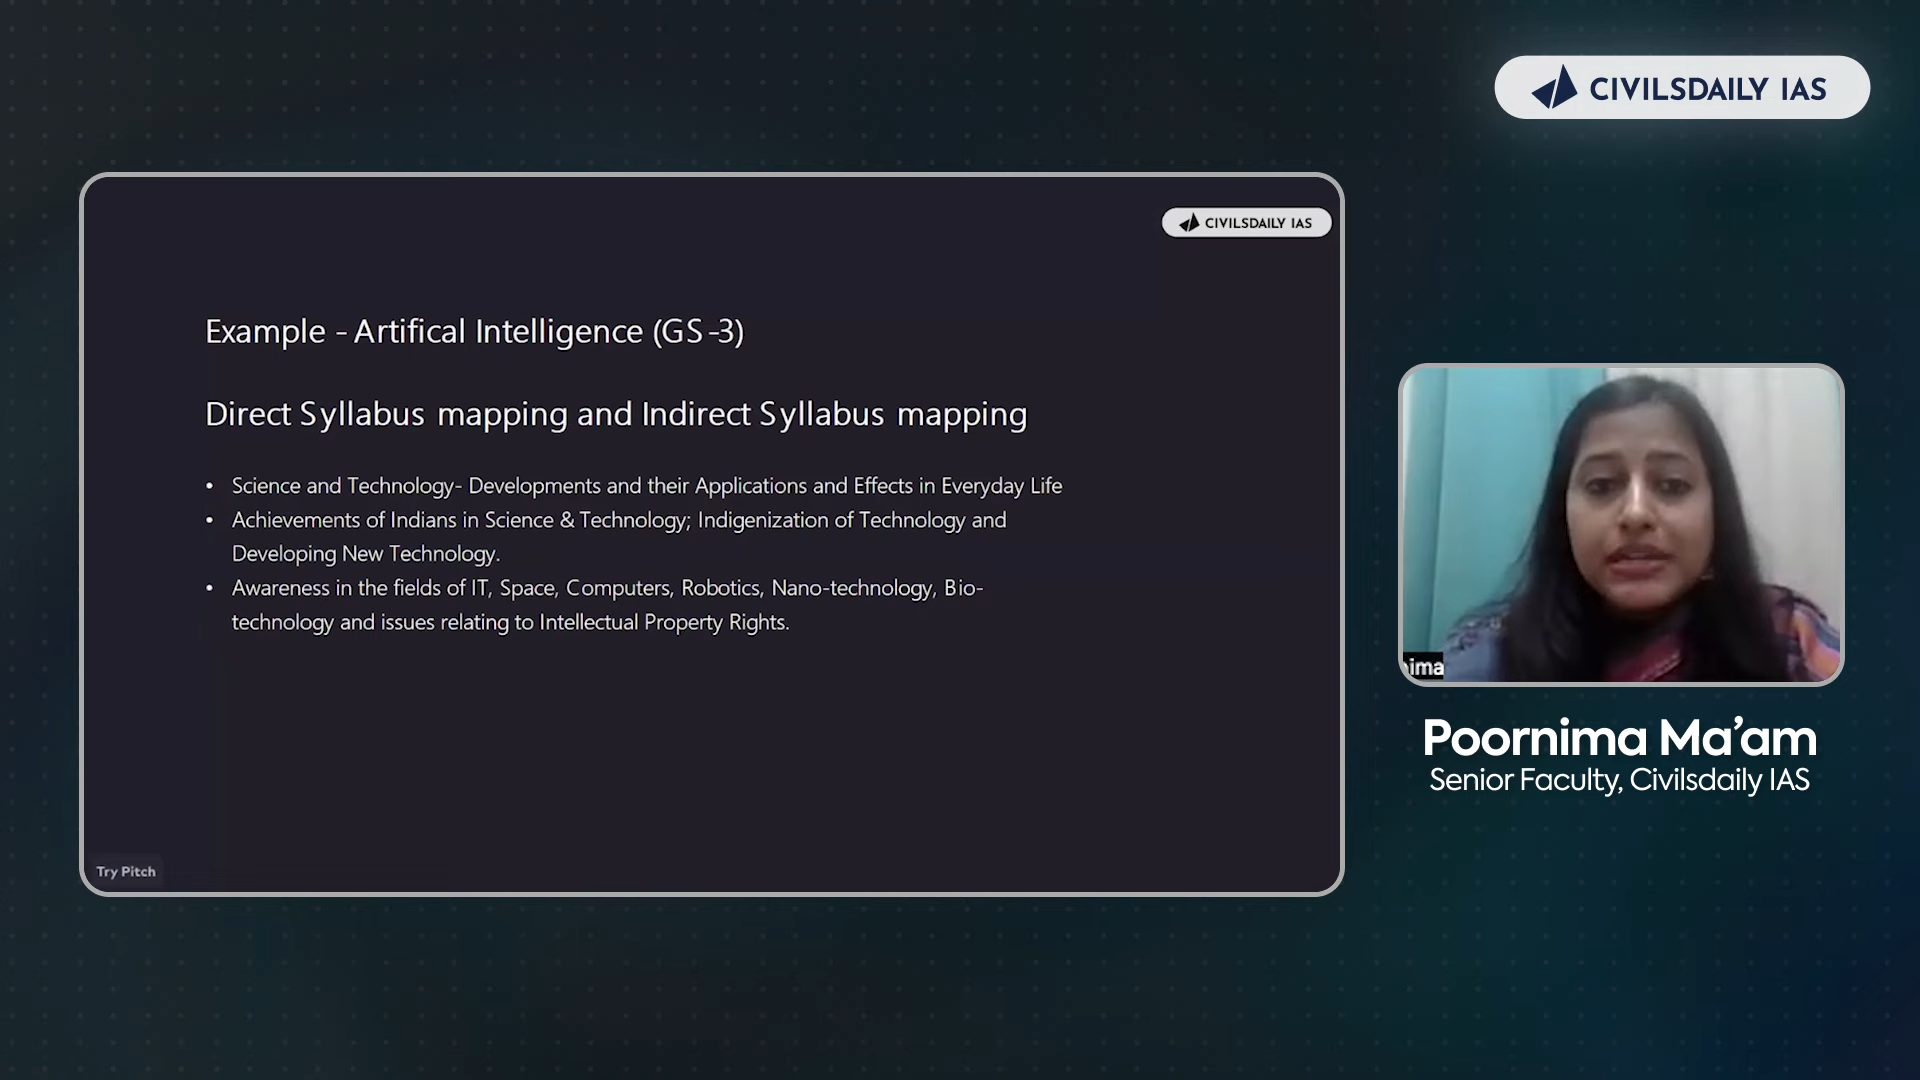 CIVILSDAILY IAS
CIVILSDAILY IAS
Example - Artifical Intelligence (GS-3)
Direct Syllabus mapping and Indirect Syllabus mapping
• Science and Technology- Developments and their Applications and Effects in Everyday Life
• Achievements of Indians in Science & Technology; Indigenization of Technology and
Developing New Technology.
• Awareness in the fields of IT, Space, Computers, Robotics, Nano-technology, Bio-
technology and issues relating to Intellectual Property Rights.
Try Pitch
ima
Poornima Ma’am
Senior Faculty, Civilsdaily IAS